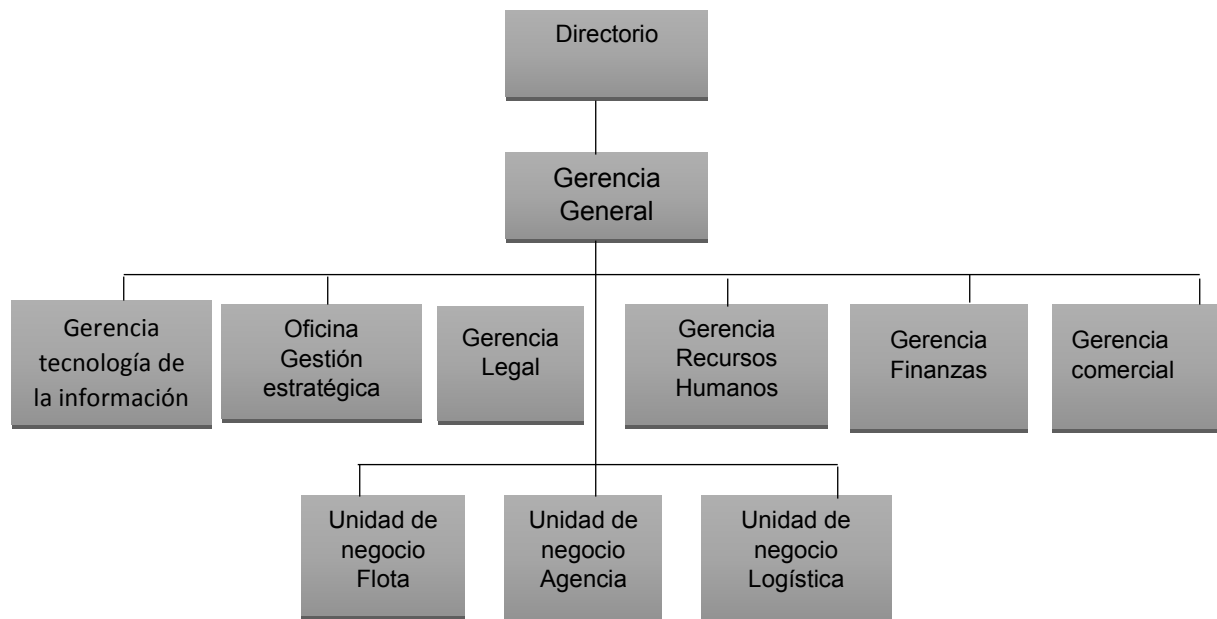 Directorio
Gerencia
General
Gerencia
tecnología de
la información
Oficina
Gestión
estratégica
Gerencia
Legal
Gerencia
Recursos
Humanos
Gerencia
Finanzas
Gerencia
comercial
Unidad de
negocio
Flota
Unidad de
negocio
Agencia
Unidad de
negocio
Logística